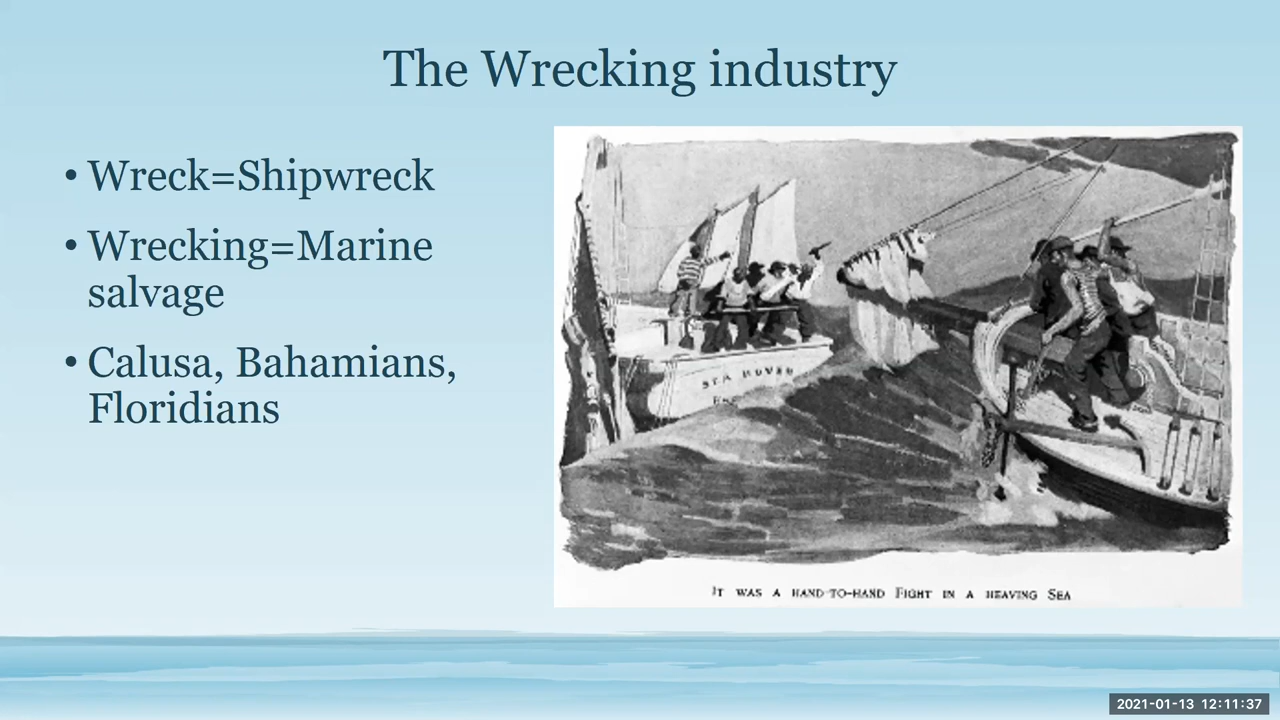 The Wrecking industry
• Wreck=Shipwreck
• Wrecking=Marine
salvage
• Calusa, Bahamians,
Floridians
SEA ROVER
IT WAS A HAND-TO-HAND FIGHT IN A HEAVING SEA
2021-01-13 12:11:37